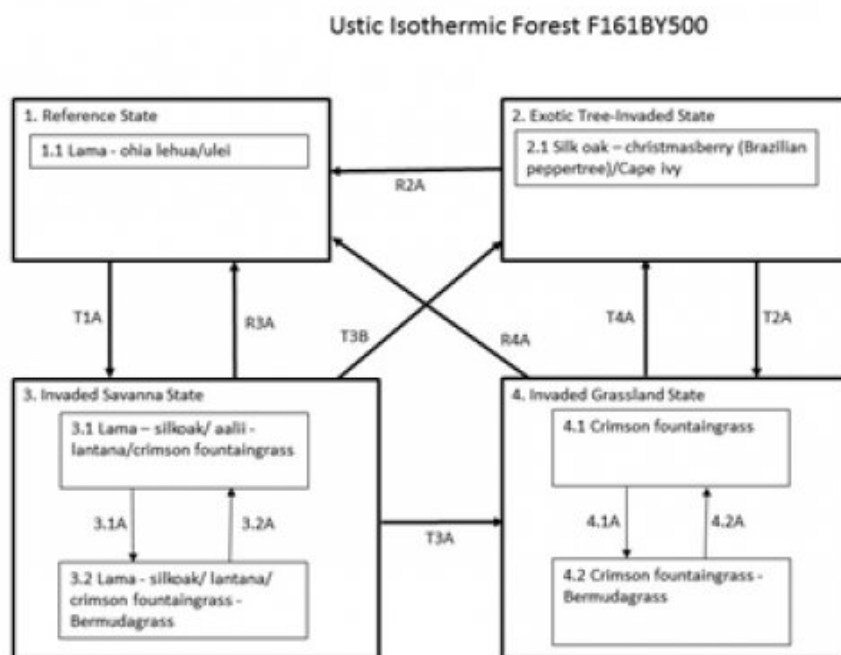 Ustic Isothermic Forest F161BY500
1. Reference State
1.1 Lama - ohia lehua/ulei
2. Exotic Tree-Invaded State
2.1 Silk oak – christmasberry (Brazilian
peppertree)/Cape ivy
R2A
T1A
R3A
T3B
R4A
T4A
T2A
3. Invaded Savanna State
3.1 Lama – silkoak/ aalii -
lantana/crimson fountaingrass
3.1A
3.2A
3.2 Lama - silkoak/ lantana/
crimson fountaingrass -
Bermudagrass
T3A
4. Invaded Grassland State
4.1 Crimson fountaingrass
4.1A
4.2A
4.2 Crimson fountaingrass -
Bermudagrass